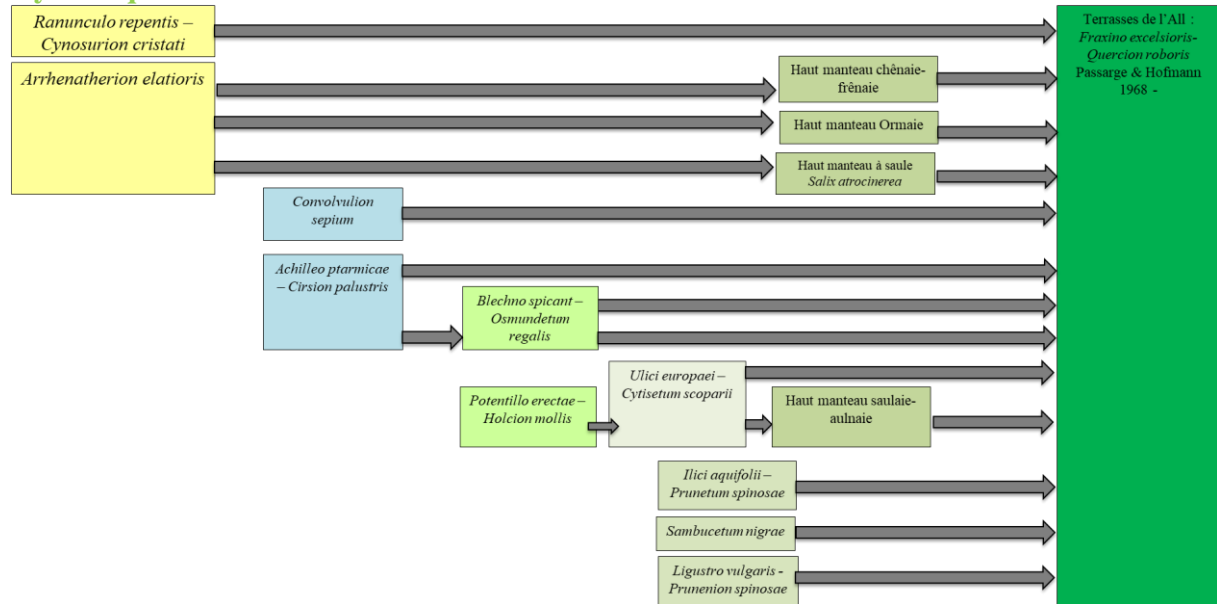 Ranunculo repentis –
Cynosurion cristati
Terrasses de l'All :
Fraxino excelsioris-
Quercion roboris
Passarge & Hofmann
1968 -
Arrhenatherion elatioris
Haut manteau chênaie-
frênaie
Haut manteau Ormaie
Haut manteau à saule
Salix atrocinerea
Convolvulion
sepium
Achilleo ptarmicae
– Cirsion palustris
Blechno spicant –
Osmundetum
regalis
Ulici europaei –
Cytisetum scoparii
Potentillo erectae –
Holcion mollis
Haut manteau saulaie-
aulnaie
Ilici aquifolii –
Prunetum spinosae
Sambucetum nigrae
Ligustro vulgaris -
Prunenion spinosae